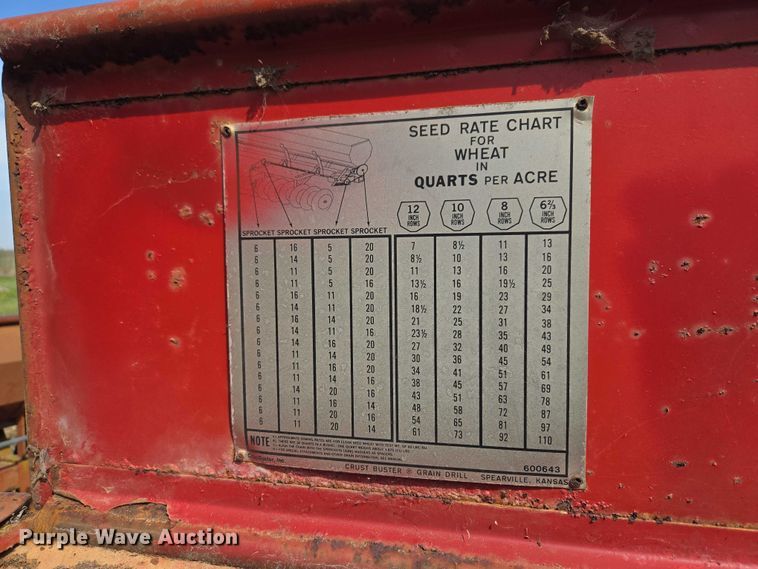 SEED RATE CHART
FOR
WHEAT
IN
QUARTS PER ACRE
12 INCH ROWS 10 INCH ROWS 8 INCH ROWS 6⅔ INCH ROWS
SPROCKET SPROCKET SPROCKET SPROCKET
6 16 5 20 7 8½ 11 13
6 14 5 20 8½ 10 13 16
6 11 5 20 11 13 16 20
6 11 5 16 13½ 16 19½ 25
6 16 11 20 16 19 23 29
6 14 11 20 18½ 22 27 34
6 16 14 20 21 25 31 38
6 14 11 16 23½ 28 35 43
6 11 11 20 27 32 40 49
6 11 14 20 30 36 45 54
6 11 11 16 34 41 51 61
6 11 14 16 38 45 57 69
6 14 20 16 43 51 63 78
6 11 16 14 48 58 72 87
6 11 20 16 54 65 81 97
6 11 20 14 61 73 92 110
NOTE
600643
CRUST BUSTER GRAIN DRILL SPEARVILLE, KANSAS
Purple Wave Auction